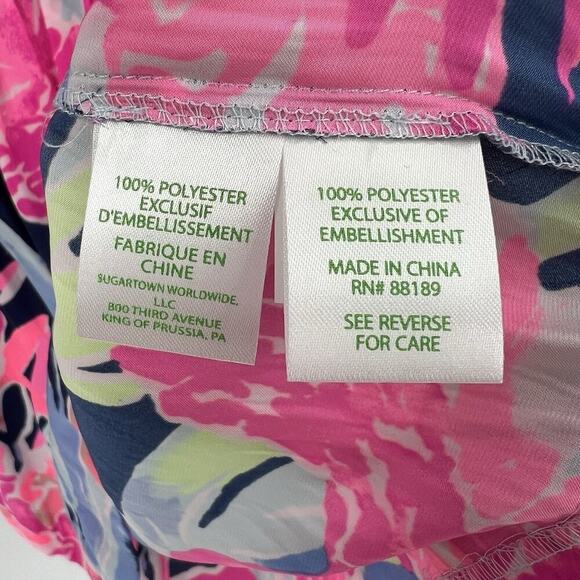 100% POLYESTER
EXCLUSIF
D'EMBELLISSEMENT
FABRIQUE EN
CHINE
SUGARTOWN WORLDWIDE,
LLC
800 THIRD AVENUE
KING OF PRUSSIA, PA
100% POLYESTER
EXCLUSIVE OF
EMBELLISHMENT
MADE IN CHINA
RN# 88189
SEE REVERSE
FOR CARE